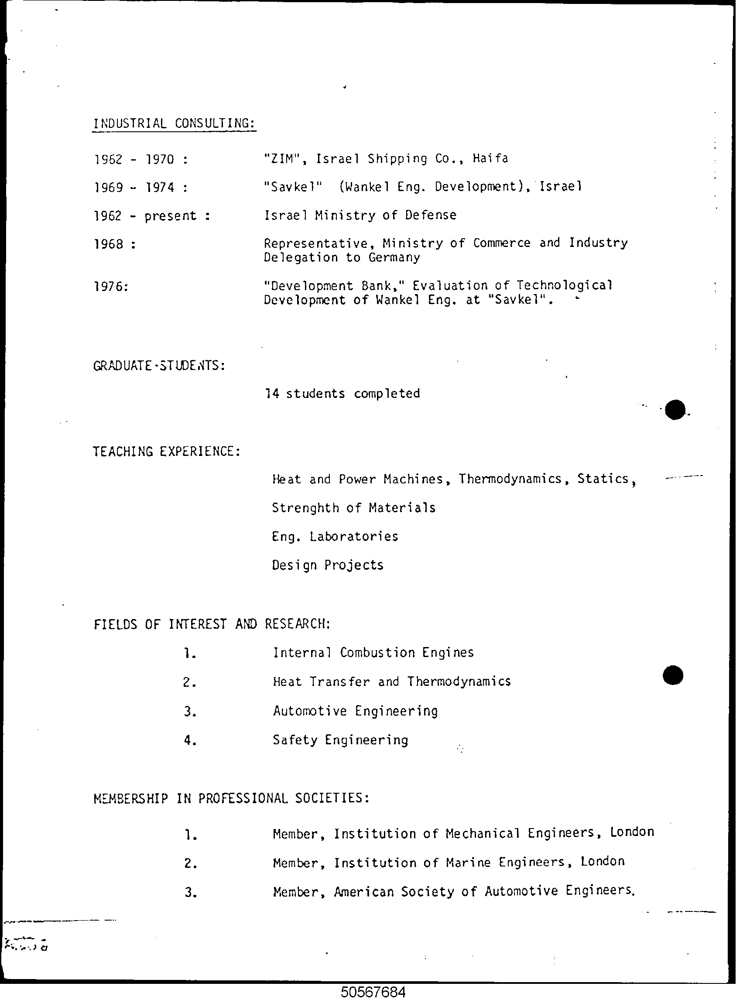 INDUSTRIAL CONSULTING:
1962 - 1970 : "ZIM", Israel Shipping Co., Haifa
1969 - 1974 : "Savkel" (Wankel Eng. Development), Israel
1962 - present : Israel Ministry of Defense
1968 : Representative, Ministry of Commerce and Industry
Delegation to Germany
1976: "Development Bank," Evaluation of Technological
Development of Wankel Eng. at "Savkel".
GRADUATE-STUDENTS:
14 students completed
TEACHING EXPERIENCE:
Heat and Power Machines, Thermodynamics, Statics,
Strenghth of Materials
Eng. Laboratories
Design Projects
FIELDS OF INTEREST AND RESEARCH:
1. Internal Combustion Engines
2. Heat Transfer and Thermodynamics
3. Automotive Engineering
4. Safety Engineering
MEMBERSHIP IN PROFESSIONAL SOCIETIES:
1. Member, Institution of Mechanical Engineers, London
2. Member, Institution of Marine Engineers, London
3. Member, American Society of Automotive Engineers.
50567684